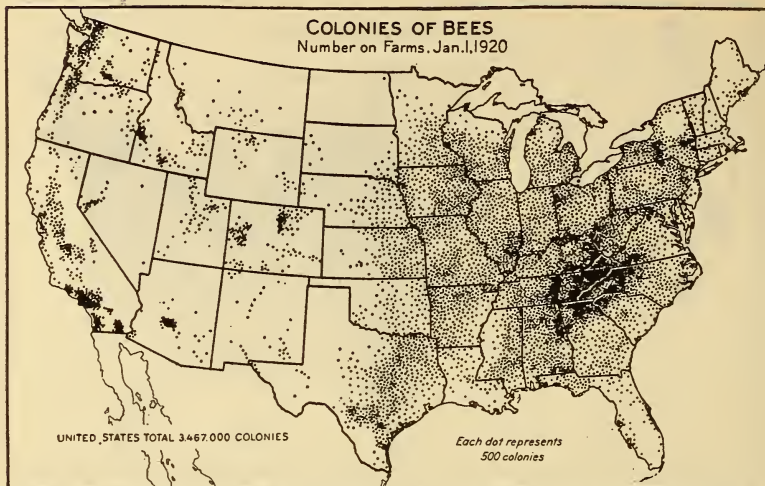 COLONIES OF BEES
Number on Farms, Jan.1,1920
UNITED STATES TOTAL 3.467.000 COLONIES
Each dot represents
500 colonies